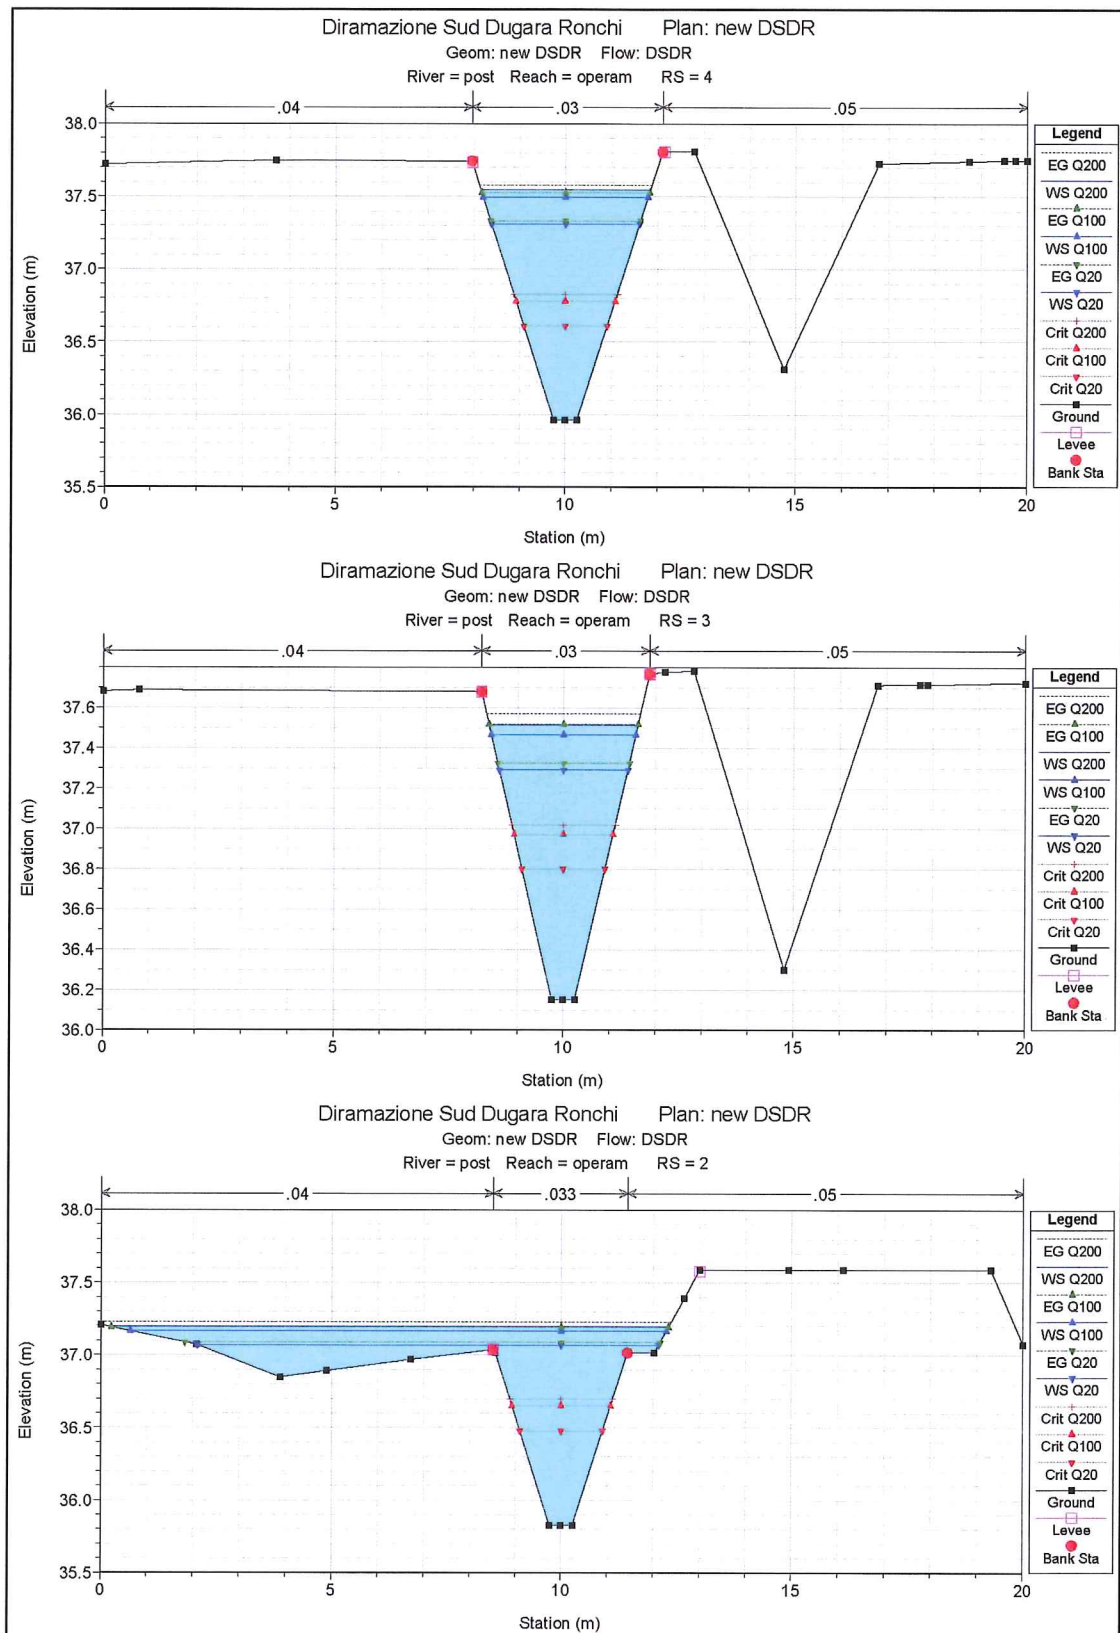 Diramazione Sud Dugara Ronchi Plan: new DSDR
Geom: new DSDR Flow: DSDR
River = post Reach = operam RS = 4
.04 .03 .05
38.0
37.5
37.0
36.5
36.0
35.5
Elevation (m)
0 5 10 15 20
Station (m)
Legend
EG Q200
WS Q200
EG Q100
WS Q100
EG Q20
WS Q20
Crit Q200
Crit Q100
Crit Q20
Ground
Levee
Bank Sta
Diramazione Sud Dugara Ronchi Plan: new DSDR
Geom: new DSDR Flow: DSDR
River = post Reach = operam RS = 3
.04 .03 .05
37.6
37.4
37.2
37.0
36.8
36.6
36.4
36.2
36.0
Elevation (m)
0 5 10 15 20
Station (m)
Legend
EG Q200
EG Q100
WS Q200
WS Q100
EG Q20
WS Q20
Crit Q200
Crit Q100
Crit Q20
Ground
Levee
Bank Sta
Diramazione Sud Dugara Ronchi Plan: new DSDR
Geom: new DSDR Flow: DSDR
River = post Reach = operam RS = 2
.04 .033 .05
38.0
37.5
37.0
36.5
36.0
35.5
Elevation (m)
0 5 10 15 20
Station (m)
Legend
EG Q200
WS Q200
EG Q100
WS Q100
EG Q20
WS Q20
Crit Q200
Crit Q100
Crit Q20
Ground
Levee
Bank Sta